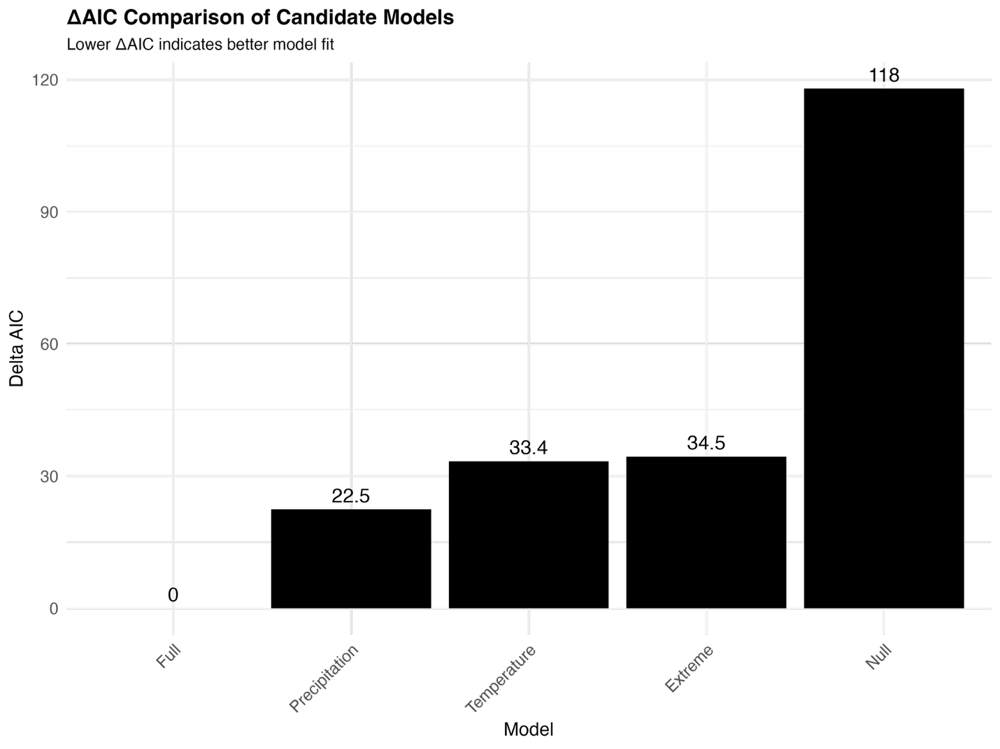 ΔAIC Comparison of Candidate Models
Lower ΔAIC indicates better model fit
Delta AIC
120
90
60
30
0
0
22.5
33.4
34.5
118
Full
Precipitation
Temperature
Extreme
Null
Model